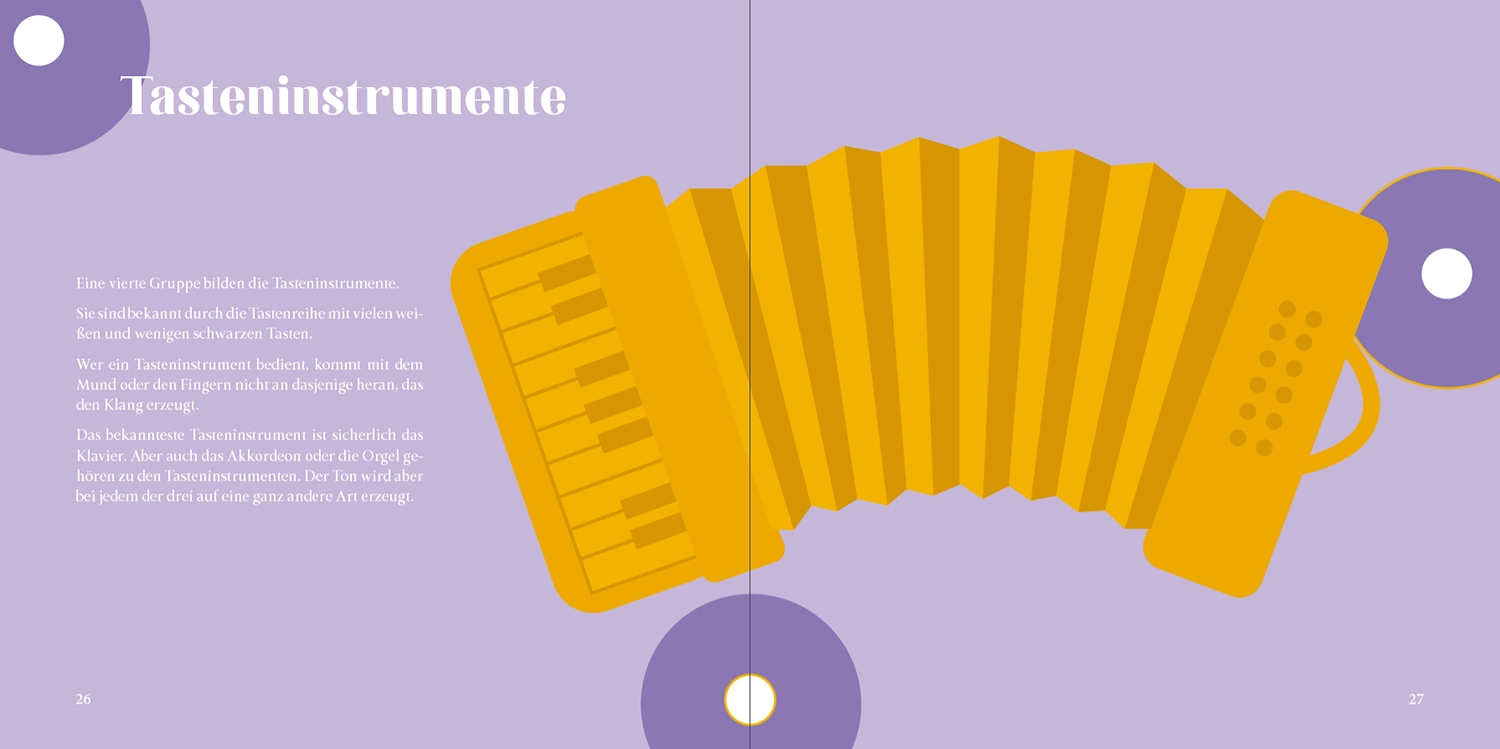 Tasteninstrumente
Eine vierte Gruppe bilden die Tasteninstrumente.
Sie sind bekannt durch die Tastenreihe mit vielen wei-
ßen und wenigen schwarzen Tasten.
Wer ein Tasteninstrument bedient, kommt mit dem
Mund oder den Fingern nicht an dasjenige heran, das
den Klang erzeugt.
Das bekannteste Tasteninstrument ist sicherlich das
Klavier. Aber auch das Akkordeon oder die Orgel ge-
hören zu den Tasteninstrumenten. Der Ton wird aber
bei jedem der drei auf eine ganz andere Art erzeugt.
26
27